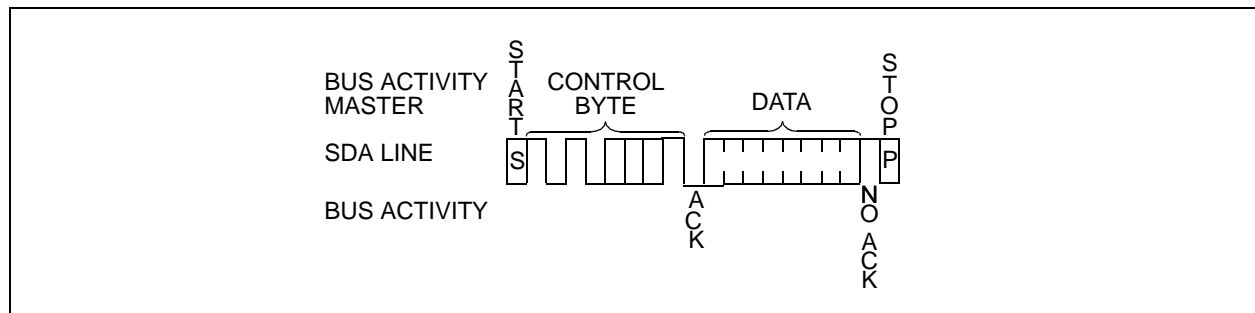 START
BUS ACTIVITY
MASTER
CONTROL
BYTE
DATA
STOP
SDA LINE
S
P
BUS ACTIVITY
ACK
NO ACK